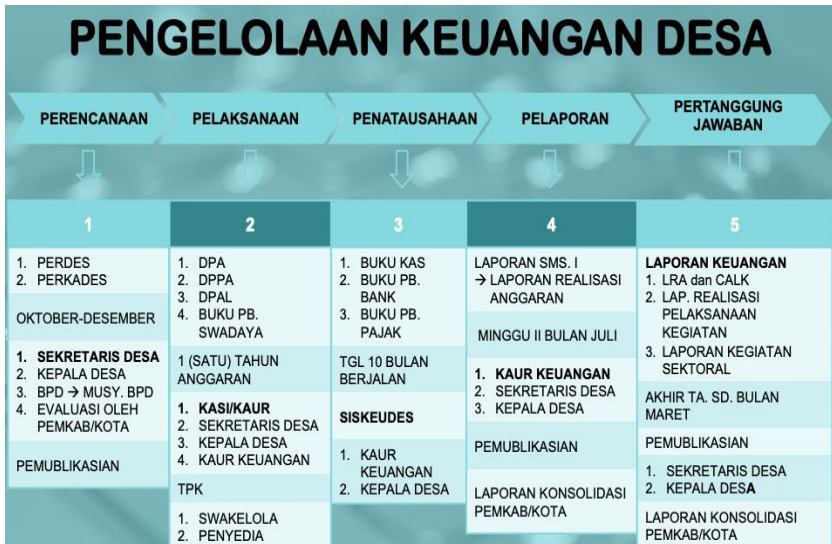 PENGELOLAAN KEUANGAN DESA
PERENCANAAN
PELAKSANAAN
PENATAUSAHAAN
PELAPORAN
PERTANGGUNG
JAWABAN
1
1. PERDES
2. PERKADES
OKTOBER-DESEMBER
1. SEKRETARIS DESA
2. KEPALA DESA
3. BPD → MUSY. BPD
4. EVALUASI OLEH
PEMKAB/KOTA
PEMUBLIKASIAN
2
1. DPA
2. DPPA
3. DPAL
4. BUKU PB.
SWADAYA
1 (SATU) TAHUN
ANGGARAN
1. KASI/KAUR
2. SEKRETARIS DESA
3. KEPALA DESA
4. KAUR KEUANGAN
TPK
1. SWAKELOLA
2. PENYEDIA
3
1. BUKU KAS
2. BUKU PB.
BANK
3. BUKU PB.
PAJAK
TGL 10 BULAN
BERJALAN
SISKEUDES
1. KAUR
KEUANGAN
2. KEPALA DESA
4
LAPORAN SMS. I
→ LAPORAN REALISASI
ANGGARAN
MINGGU II BULAN JULI
1. KAUR KEUANGAN
2. SEKRETARIS DESA
3. KEPALA DESA
PEMUBLIKASIAN
LAPORAN KONSOLIDASI
PEMKAB/KOTA
5
LAPORAN KEUANGAN
1. LRA dan CALK
2. LAP. REALISASI
PELAKSANAAN
KEGIATAN
3. LAPORAN KEGIATAN
SEKTORAL
AKHIR TA. SD. BULAN
MARET
PEMUBLIKASIAN
1. SEKRETARIS DESA
2. KEPALA DESA
LAPORAN KONSOLIDASI
PEMKAB/KOTA